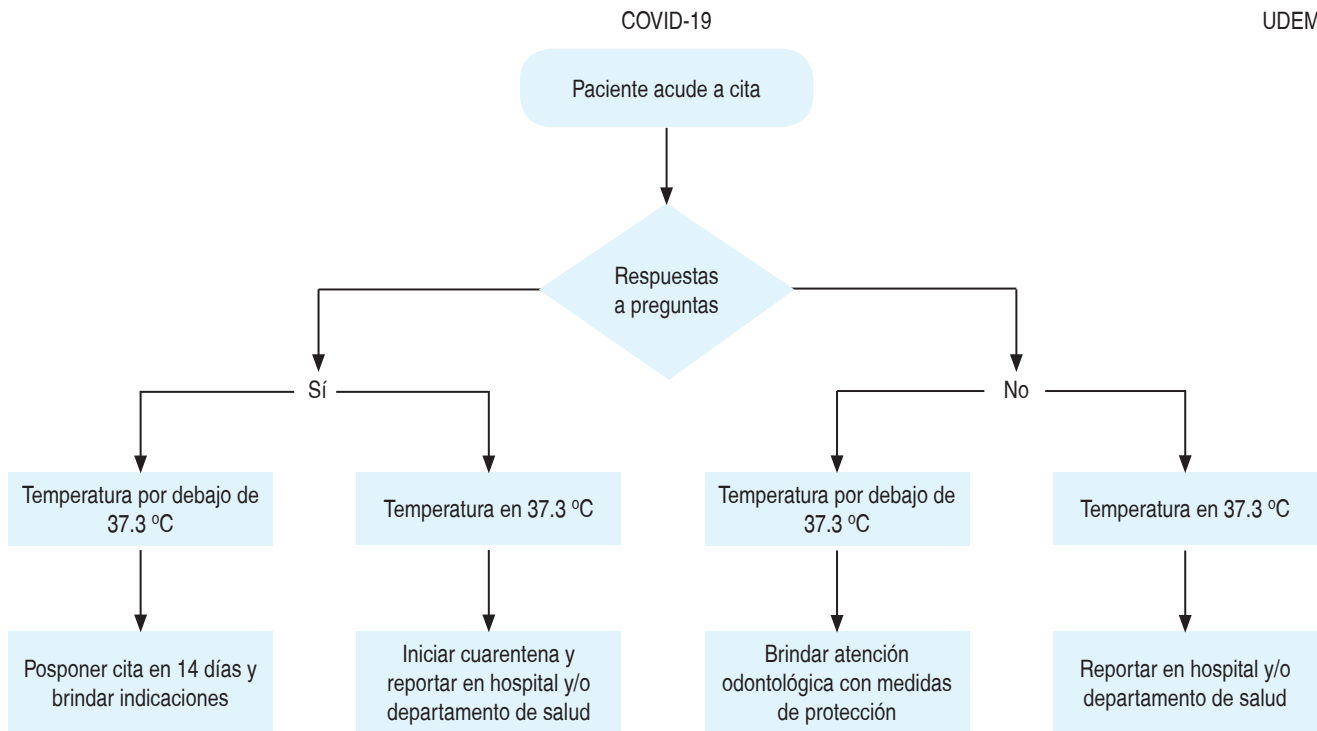 COVID-19
UDEM
Paciente acude a cita
Respuestas
a preguntas
Sí
No
Temperatura por debajo de
37.3 ºC
Temperatura en 37.3 ºC
Temperatura por debajo de
37.3 ºC
Temperatura en 37.3 ºC
Posponer cita en 14 días y
brindar indicaciones
Iniciar cuarentena y
reportar en hospital y/o
departamento de salud
Brindar atención
odontológica con medidas
de protección
Reportar en hospital y/o
departamento de salud